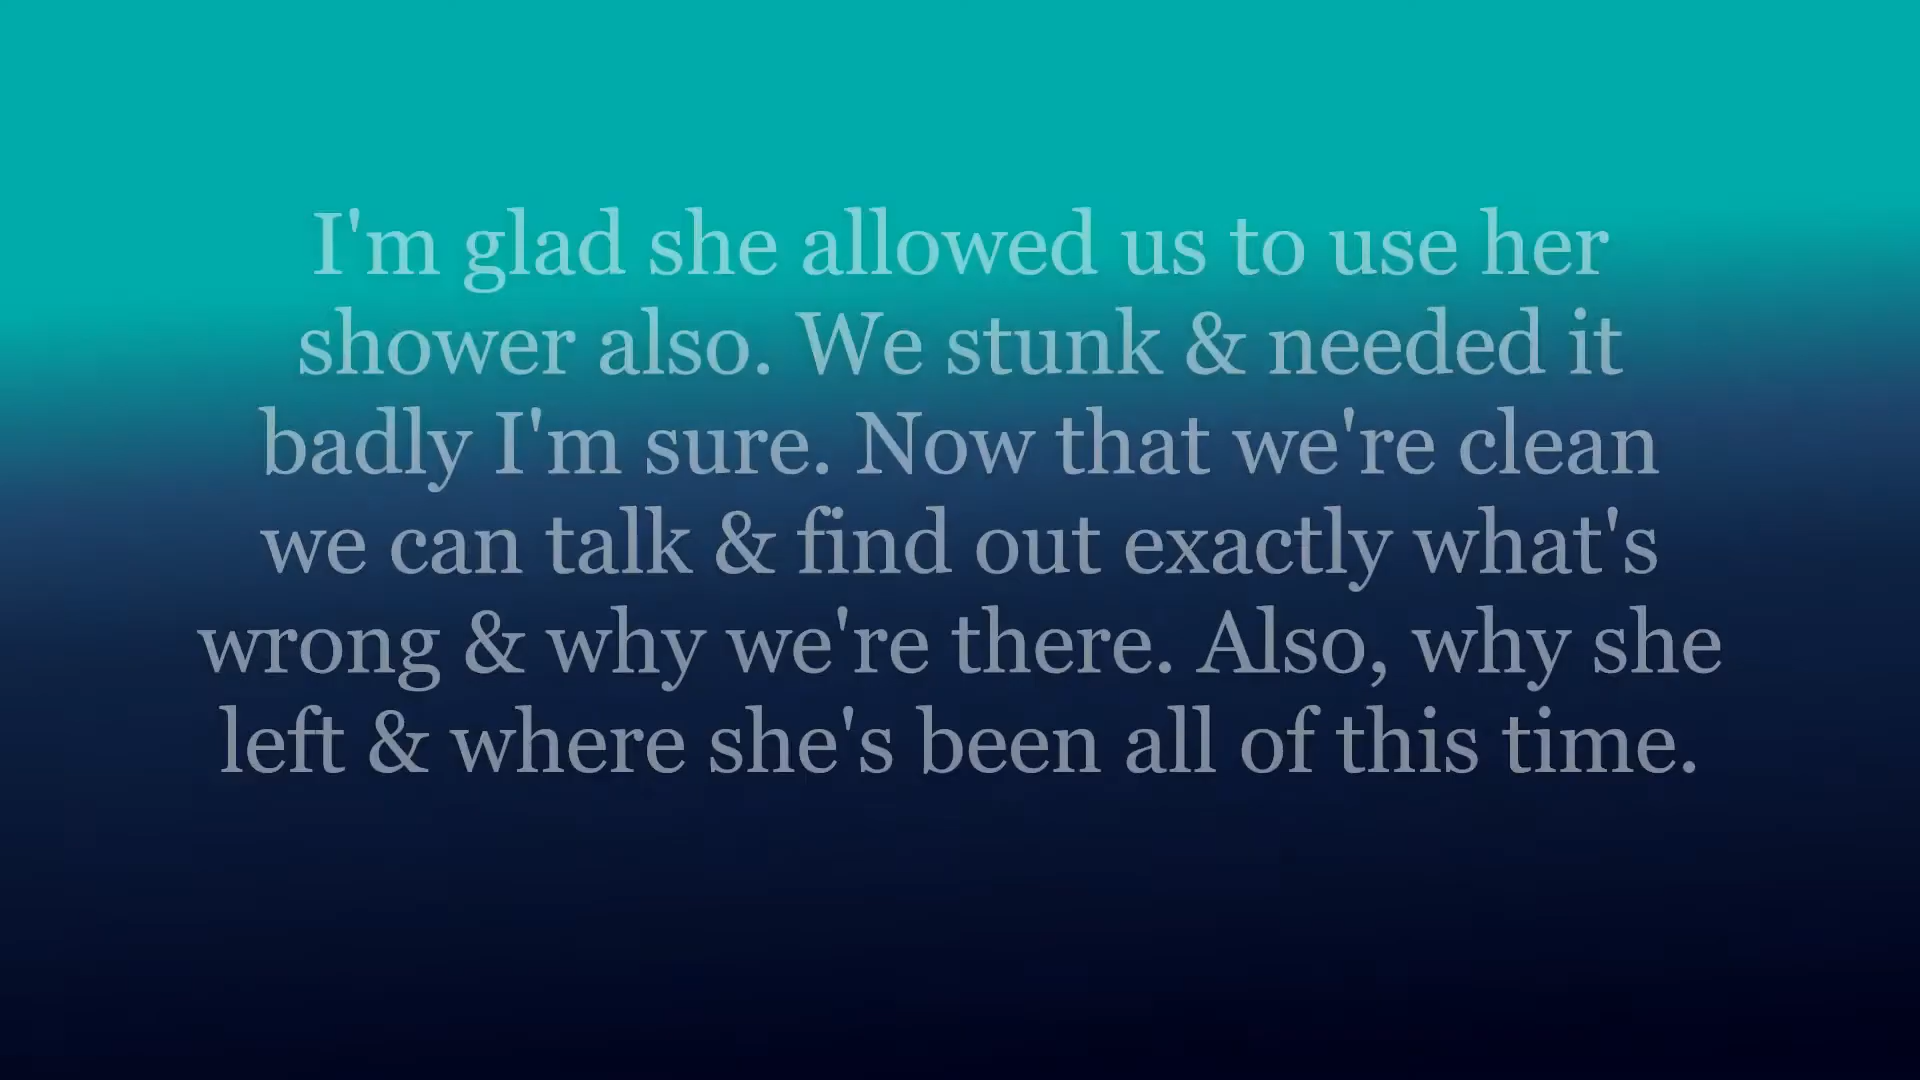 I'm glad she allowed us to use her
shower also. We stunk & needed it
badly I'm sure. Now that we're clean
we can talk & find out exactly what's
wrong & why we're there. Also, why she
left & where she's been all of this time.